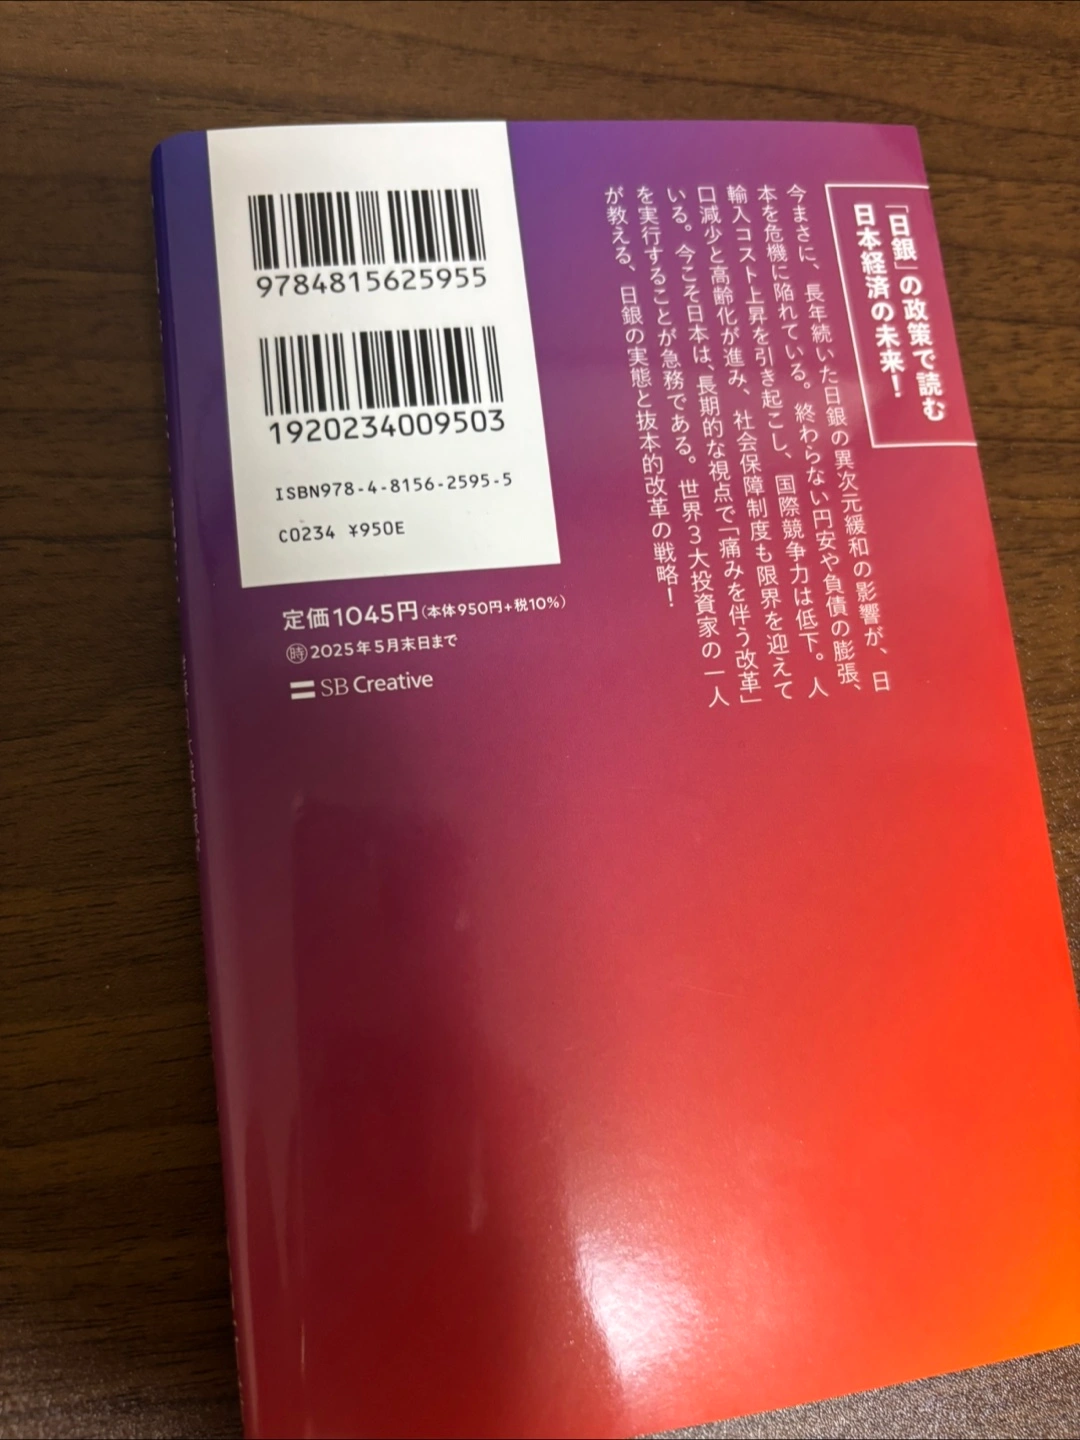 「日銀」の政策で読む
日本経済の未来！
今まさに、長年続いた日銀の異次元緩和の影響が、日
本を危機に陥れている。終わらない円安や負債の膨張、
輸入コスト上昇を引き起こし、国際競争力は低下。人
口減少と高齢化が進み、社会保障制度も限界を迎えて
いる。今こそ日本は、長期的な視点で「痛みを伴う改革」
を実行することが急務である。世界3大投資家の一人
が教える、日銀の実態と抜本的改革の戦略！
9784815625955
1920234009503
ISBN978-4-8156-2595-5
C0234 ¥950E
定価1045円(本体950円+税10%)
時2025年5月末日まで
SB Creative